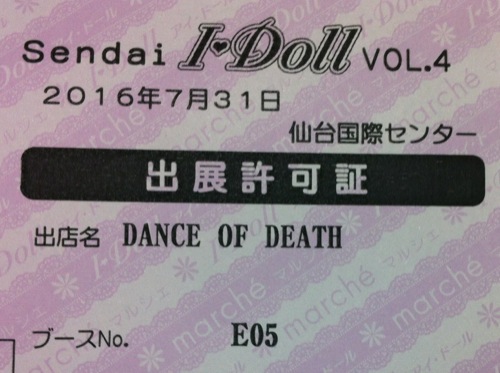 Sendai I·Doll VOL.4
2016年7月31日
仙台国際センター
出展許可証
出店名 DANCE OF DEATH
ブースNo. E05